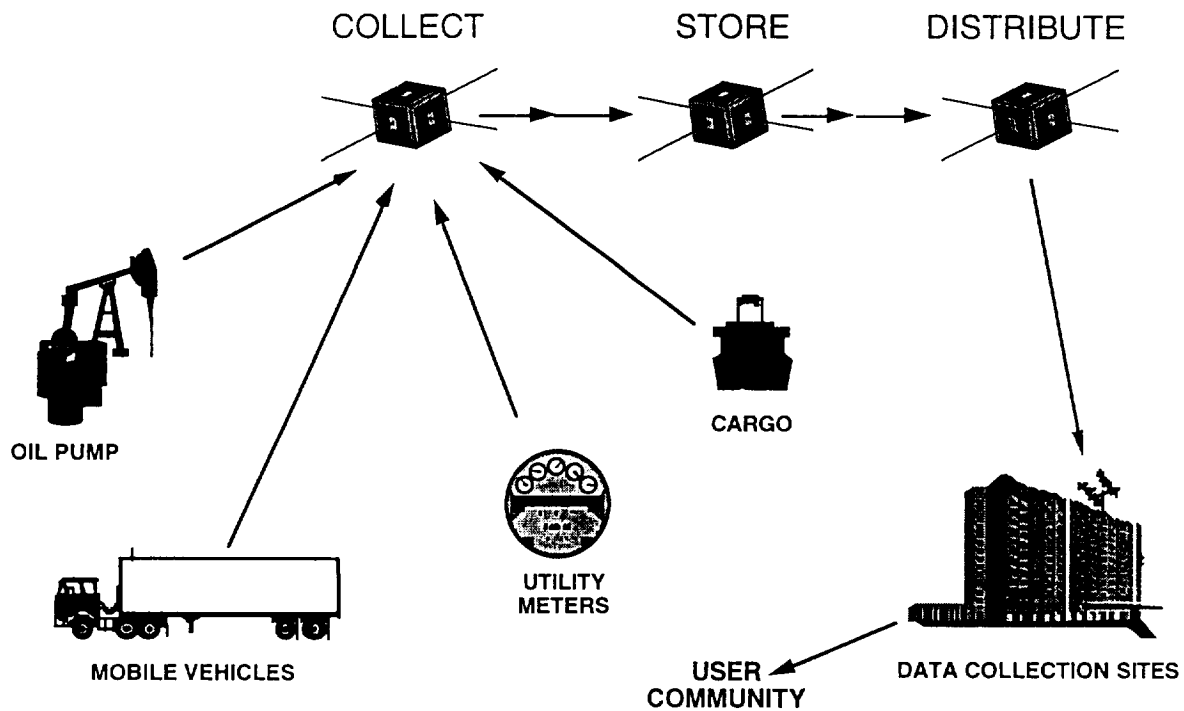 COLLECT
STORE
DISTRIBUTE
OIL PUMP
CARGO
UTILITY
METERS
MOBILE VEHICLES
USER
COMMUNITY
DATA COLLECTION SITES